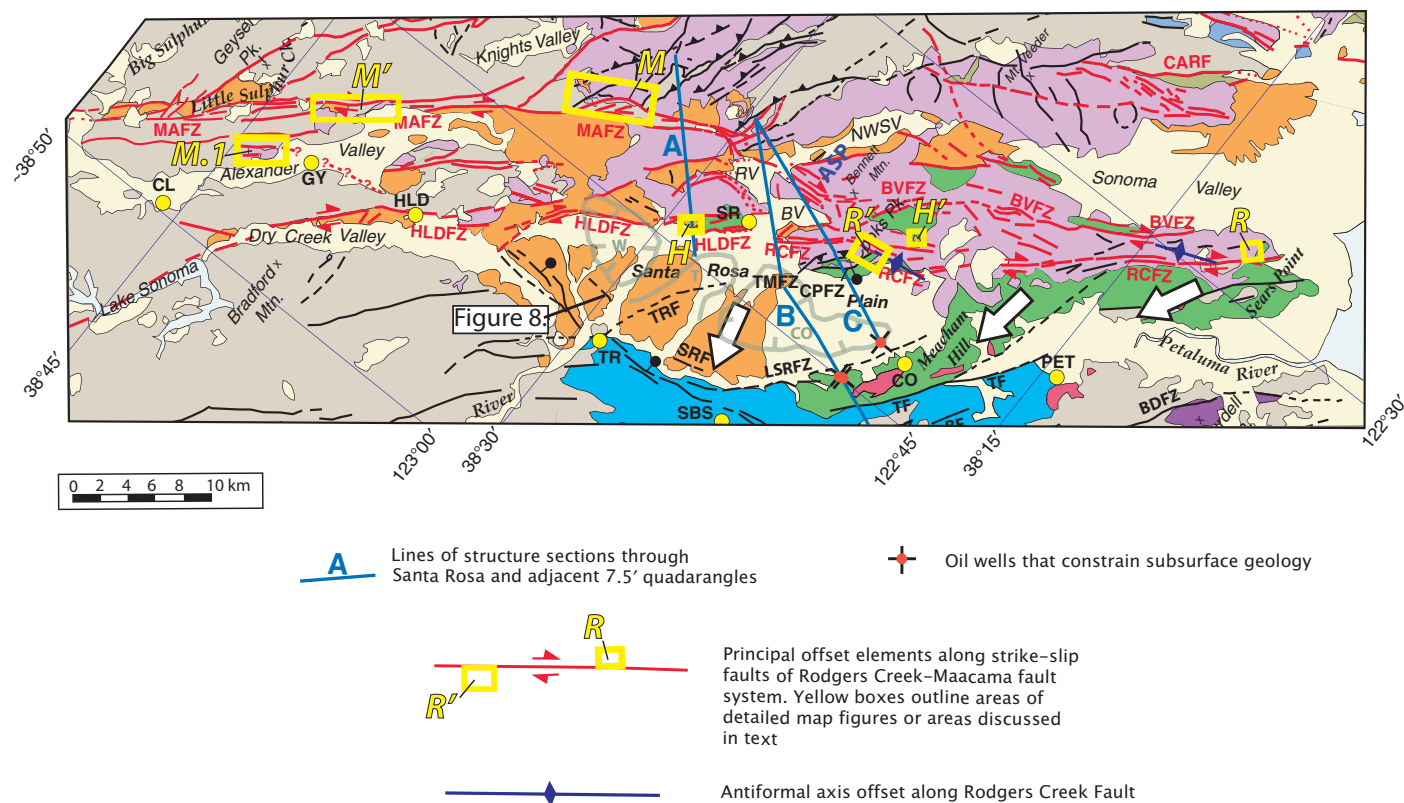 Big Sulphur
Geyser
Pk.
Knights Valley
Mt. Veeder
CARF
M'
M
Little Sulphur Ck.
MAFZ
MAFZ
MAFZ
~38°50′
M.1
Valley
Alexander
? ? ? ?
A
NWSV
RV
ASP
Bennett
Mtn.
Sonoma
Valley
CL
GY
HLD
HLDFZ
HLDFZ
SR
BV
BVFZ
BVFZ
BVFZ
R'
H'
R
Dry Creek Valley
W
H
HLDFZ
RCFZ
RCFZ
RCFZ
Santa Rosa
T
TMFZ
CPFZ
Plain
Lake Sonoma
Bradford
Mtn.
Figure 8.
TRF
B
C
CO
Sears Point
Meacham
Hill
TR
SRF
LSRFZ
CO
PET
Petaluma River
38°45′
River
SBS
TF
TF
BDFZ
123°00′
38°30′
122°45′
38°15′
122°30′
0 2 4 6 8 10 km
A
Lines of structure sections through
Santa Rosa and adjacent 7.5′ quadarangles
Oil wells that constrain subsurface geology
R
R'
Principal offset elements along strike-slip
faults of Rodgers Creek–Maacama fault
system. Yellow boxes outline areas of
detailed map figures or areas discussed
in text
Antiformal axis offset along Rodgers Creek Fault